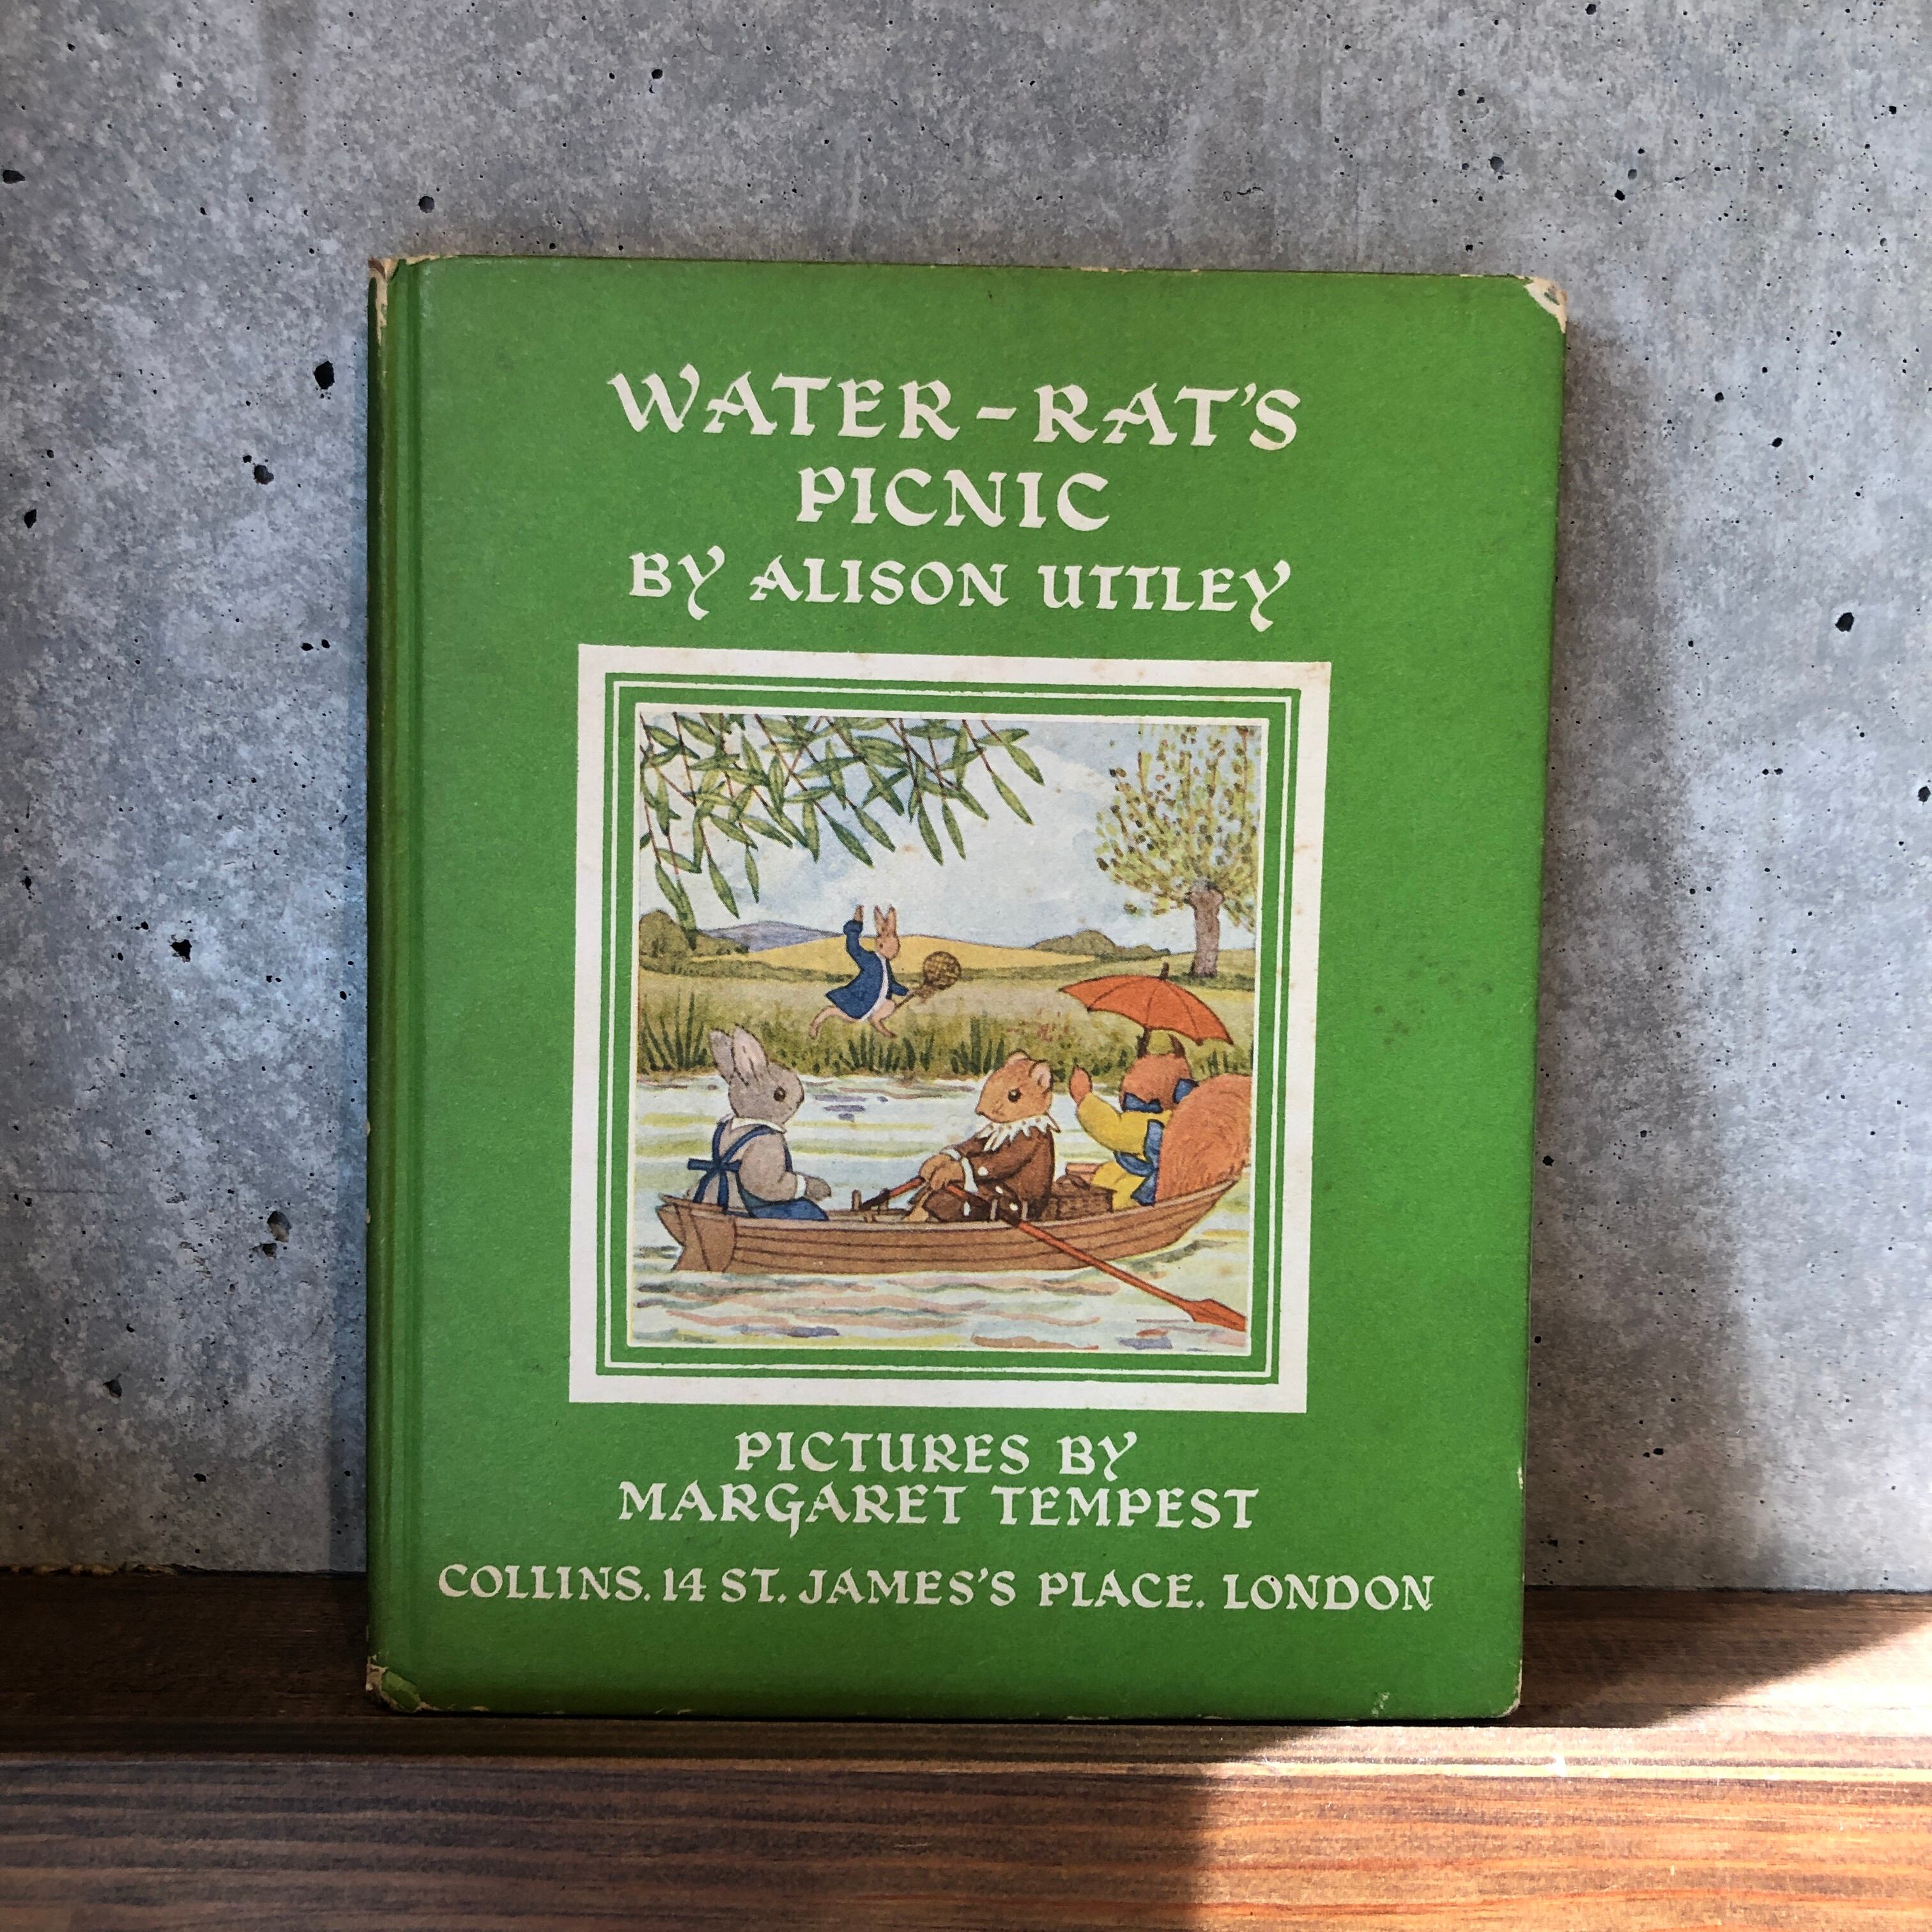 WATER-RAT'S
PICNIC
BY ALISON UTTLEY
PICTURES BY
MARGARET TEMPEST
COLLINS. 14 ST. JAMES'S PLACE. LONDON